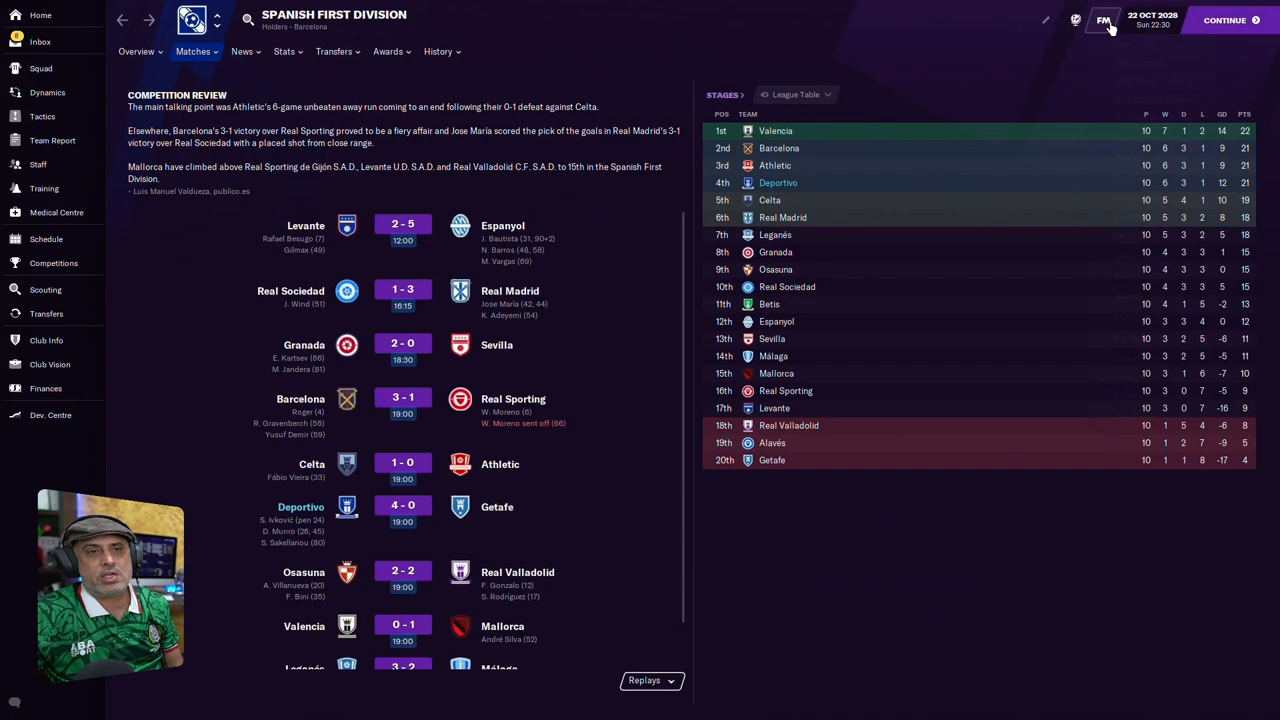 SPANISH FIRST DIVISION
Holders - Barcelona
FM
22 OCT 2028
Sun 22:30
CONTINUE
Home
8
Inbox
Squad
Dynamics
Tactics
Team Report
Staff
Training
Medical Centre
Schedule
Competitions
Scouting
Transfers
Club Info
Club Vision
Finances
Dev. Centre
Overview
Matches
News
Stats
Transfers
Awards
History
COMPETITION REVIEW
The main talking point was Athletic's 6-game unbeaten away run coming to an end following their 0-1 defeat against Celta.
Elsewhere, Barcelona's 3-1 victory over Real Sporting proved to be a fiery affair and Jose María scored the pick of the goals in Real Madrid's 3-1
victory over Real Sociedad with a placed shot from close range.
Mallorca have climbed above Real Sporting de Gijón S.A.D., Levante U.D. S.A.D. and Real Valladolid C.F. S.A.D. to 15th in the Spanish First
Division.
- Luis Manuel Valdueza, publico.es
Levante 2 - 5 Espanyol
Rafael Besugo (7) 12:00 J. Bautista (31, 90+2)
Gilmax (49) N. Barros (48, 58)
M. Vargas (69)
Real Sociedad 1 - 3 Real Madrid
J. Wind (51) 16:15 Jose María (42, 44)
K. Adeyemi (54)
Granada 2 - 0 Sevilla
E. Kartsev (66) 18:30
M. Jandera (81)
Barcelona 3 - 1 Real Sporting
Roger (4) 19:00 W. Moreno (6)
R. Gravenberch (56) W. Moreno sent off (66)
Yusuf Demir (59)
Celta 1 - 0 Athletic
Fábio Vieira (33) 19:00
Deportivo 4 - 0 Getafe
S. Ivković (pen 24) 19:00
D. Munro (26, 45)
S. Sakellariou (80)
Osasuna 2 - 2 Real Valladolid
A. Villanueva (20) 19:00 F. Gonzalo (12)
F. Bini (35) S. Rodríguez (17)
Valencia 0 - 1 Mallorca
19:00 André Silva (52)
Leganés 3 - 2 Málaga
Replays
STAGES
League Table
POS TEAM P W D L GD PTS
1st Valencia 10 7 1 2 14 22
2nd Barcelona 10 6 3 1 9 21
3rd Athletic 10 6 3 1 9 21
4th Deportivo 10 6 3 1 12 21
5th Celta 10 5 4 1 10 19
6th Real Madrid 10 5 3 2 8 18
7th Leganés 10 5 3 2 5 18
8th Granada 10 4 3 3 1 15
9th Osasuna 10 4 3 3 0 15
10th Real Sociedad 10 4 3 3 5 15
11th Betis 10 4 1 5 -2 13
12th Espanyol 10 3 3 4 0 12
13th Sevilla 10 3 2 5 -6 11
14th Málaga 10 3 2 5 -5 11
15th Mallorca 10 3 1 6 -7 10
16th Real Sporting 10 3 0 7 -5 9
17th Levante 10 3 0 7 -16 9
18th Real Valladolid 10 1 5 4 -6 8
19th Alavés 10 1 2 7 -9 5
20th Getafe 10 1 1 8 -17 4
ABA
SPORT